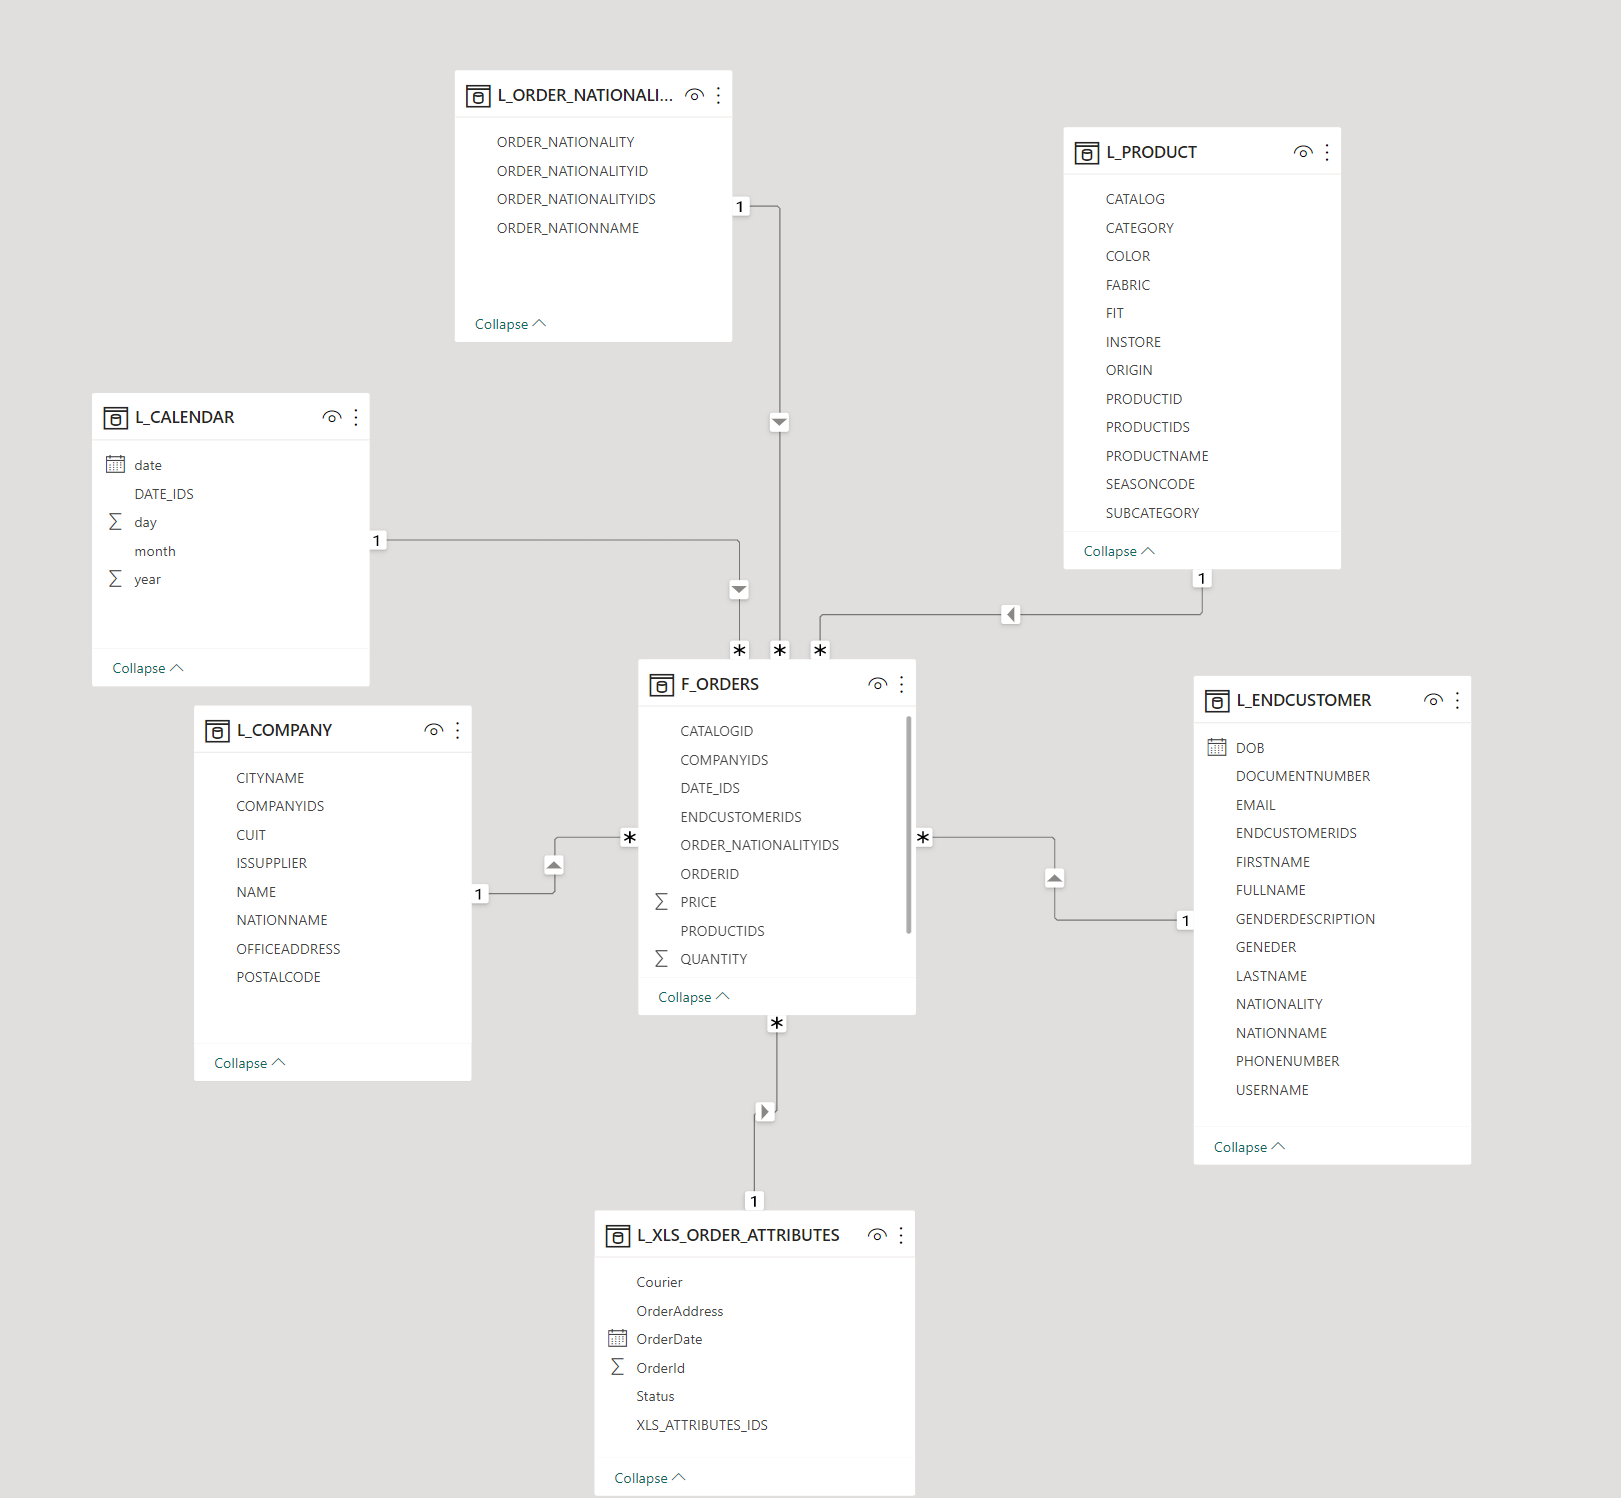 L_ORDER_NATIONALI...
ORDER_NATIONALITY
ORDER_NATIONALITYID
ORDER_NATIONALITYIDS
ORDER_NATIONNAME
Collapse
1
L_PRODUCT
CATALOG
CATEGORY
COLOR
FABRIC
FIT
INSTORE
ORIGIN
PRODUCTID
PRODUCTIDS
PRODUCTNAME
SEASONCODE
SUBCATEGORY
Collapse
1
L_CALENDAR
date
DATE_IDS
day
month
year
Collapse
1
* * *
F_ORDERS
CATALOGID
COMPANYIDS
DATE_IDS
ENDCUSTOMERIDS
ORDER_NATIONALITYIDS
ORDERID
PRICE
PRODUCTIDS
QUANTITY
Collapse
*
*
*
L_COMPANY
CITYNAME
COMPANYIDS
CUIT
ISSUPPLIER
NAME
NATIONNAME
OFFICEADDRESS
POSTALCODE
Collapse
1
L_ENDCUSTOMER
DOB
DOCUMENTNUMBER
EMAIL
ENDCUSTOMERIDS
FIRSTNAME
FULLNAME
GENDERDESCRIPTION
GENEDER
LASTNAME
NATIONALITY
NATIONNAME
PHONENUMBER
USERNAME
Collapse
1
1
L_XLS_ORDER_ATTRIBUTES
Courier
OrderAddress
OrderDate
OrderId
Status
XLS_ATTRIBUTES_IDS
Collapse